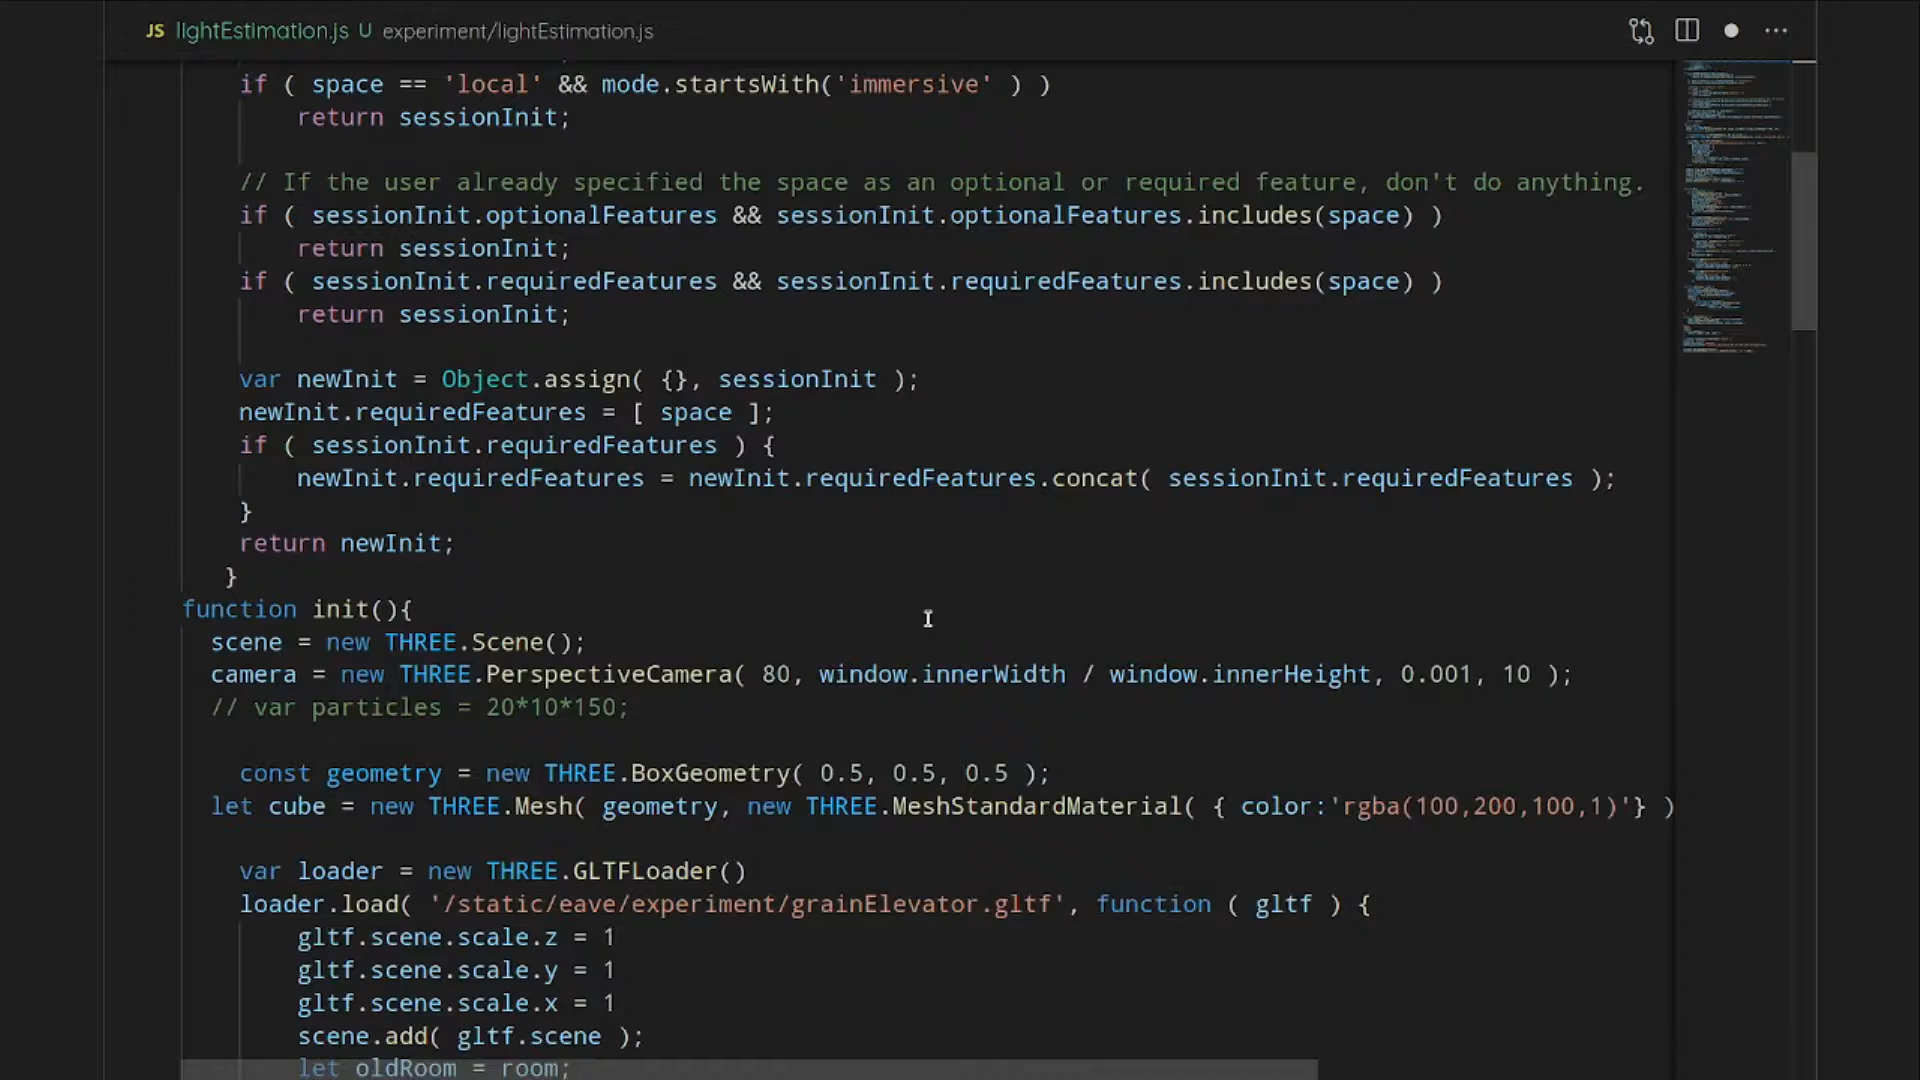 JS lightEstimation.js U experiment/lightEstimation.js
if ( space == 'local' && mode.startsWith('immersive' ) )
return sessionInit;
// If the user already specified the space as an optional or required feature, don't do anything.
if ( sessionInit.optionalFeatures && sessionInit.optionalFeatures.includes(space) )
return sessionInit;
if ( sessionInit.requiredFeatures && sessionInit.requiredFeatures.includes(space) )
return sessionInit;
var newInit = Object.assign( {}, sessionInit );
newInit.requiredFeatures = [ space ];
if ( sessionInit.requiredFeatures ) {
newInit.requiredFeatures = newInit.requiredFeatures.concat( sessionInit.requiredFeatures );
}
return newInit;
}
function init(){
scene = new THREE.Scene();
camera = new THREE.PerspectiveCamera( 80, window.innerWidth / window.innerHeight, 0.001, 10 );
// var particles = 20*10*150;
const geometry = new THREE.BoxGeometry( 0.5, 0.5, 0.5 );
let cube = new THREE.Mesh( geometry, new THREE.MeshStandardMaterial( { color:'rgba(100,200,100,1)'} )
var loader = new THREE.GLTFLoader()
loader.load( '/static/eave/experiment/grainElevator.gltf', function ( gltf ) {
gltf.scene.scale.z = 1
gltf.scene.scale.y = 1
gltf.scene.scale.x = 1
scene.add( gltf.scene );
let oldRoom = room;